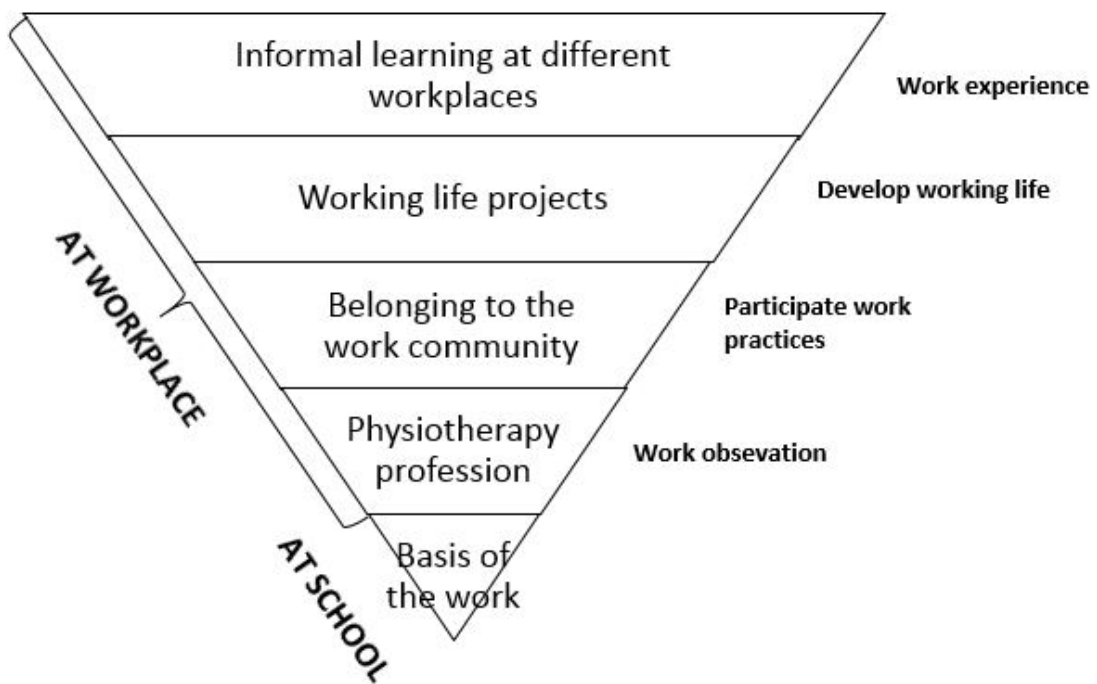 Informal learning at different
workplaces
Work experience
Working life projects
Develop working life
Belonging to the
work community
Participate work
practices
Physiotherapy
profession
Work obsevation
Basis of
the work
AT WORKPLACE
AT SCHOOL